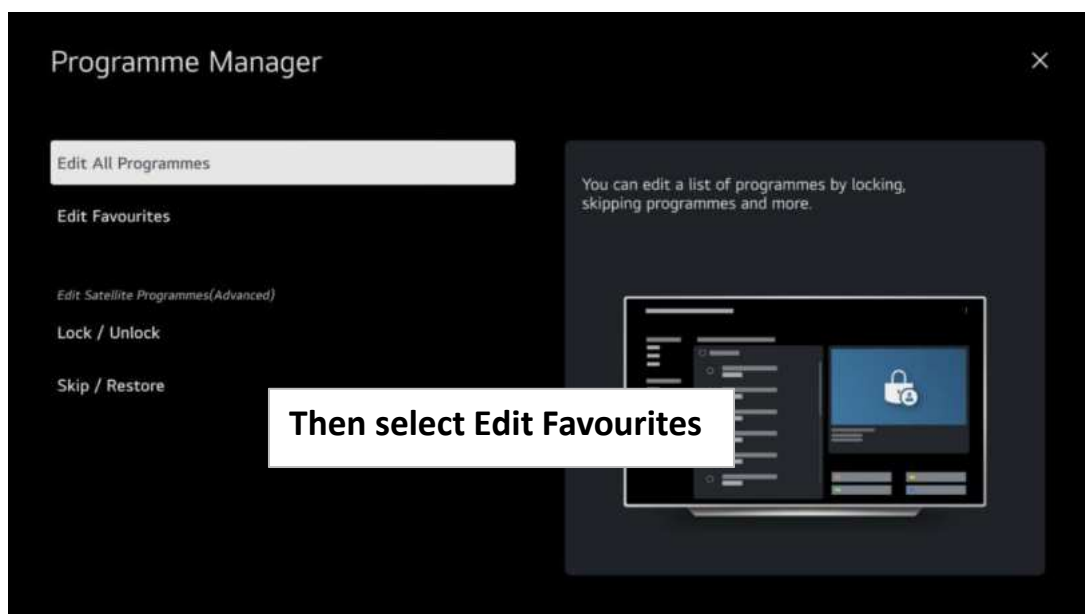 Programme Manager
Edit All Programmes
Edit Favourites
Edit Satellite Programmes(Advanced)
Lock / Unlock
Skip / Restore
You can edit a list of programmes by locking,
skipping programmes and more.
Then select Edit Favourites